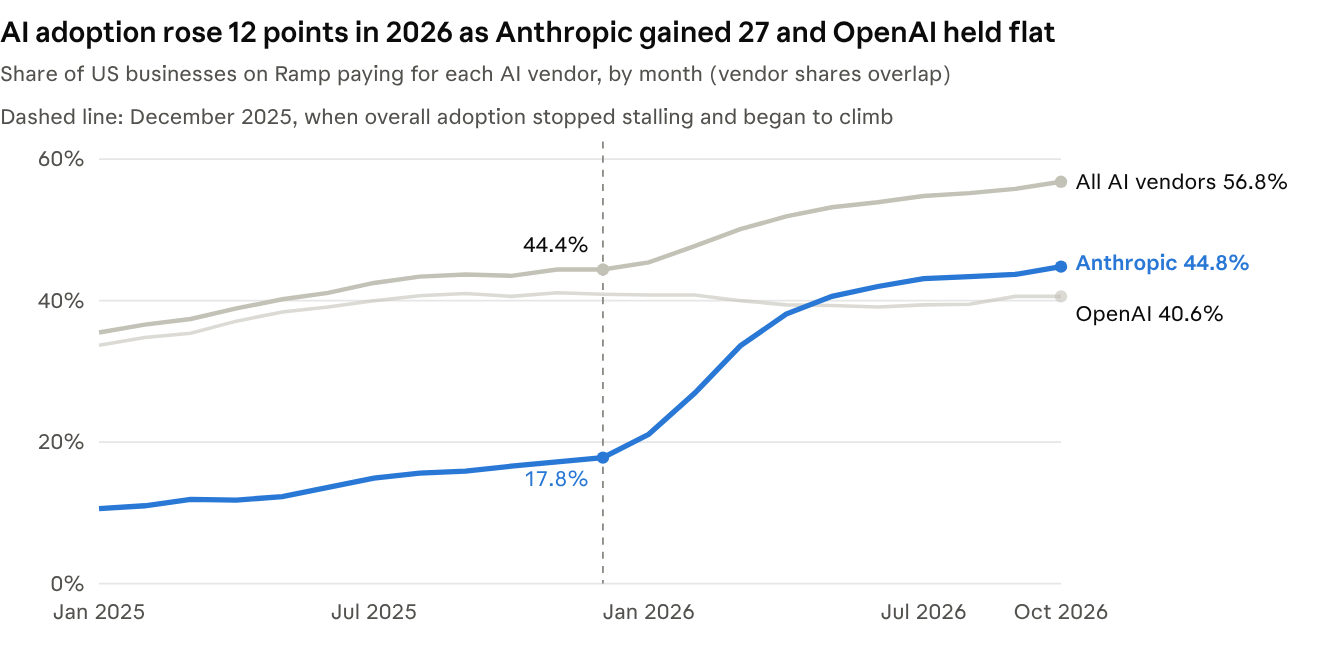 AI adoption rose 12 points in 2026 as Anthropic gained 27 and OpenAI held flat
Share of US businesses on Ramp paying for each AI vendor, by month (vendor shares overlap)
Dashed line: December 2025, when overall adoption stopped stalling and began to climb
60%
All AI vendors 56.8%
44.4%
Anthropic 44.8%
40%
OpenAI 40.6%
20%
17.8%
0%
Jan 2025 Jul 2025 Jan 2026 Jul 2026 Oct 2026